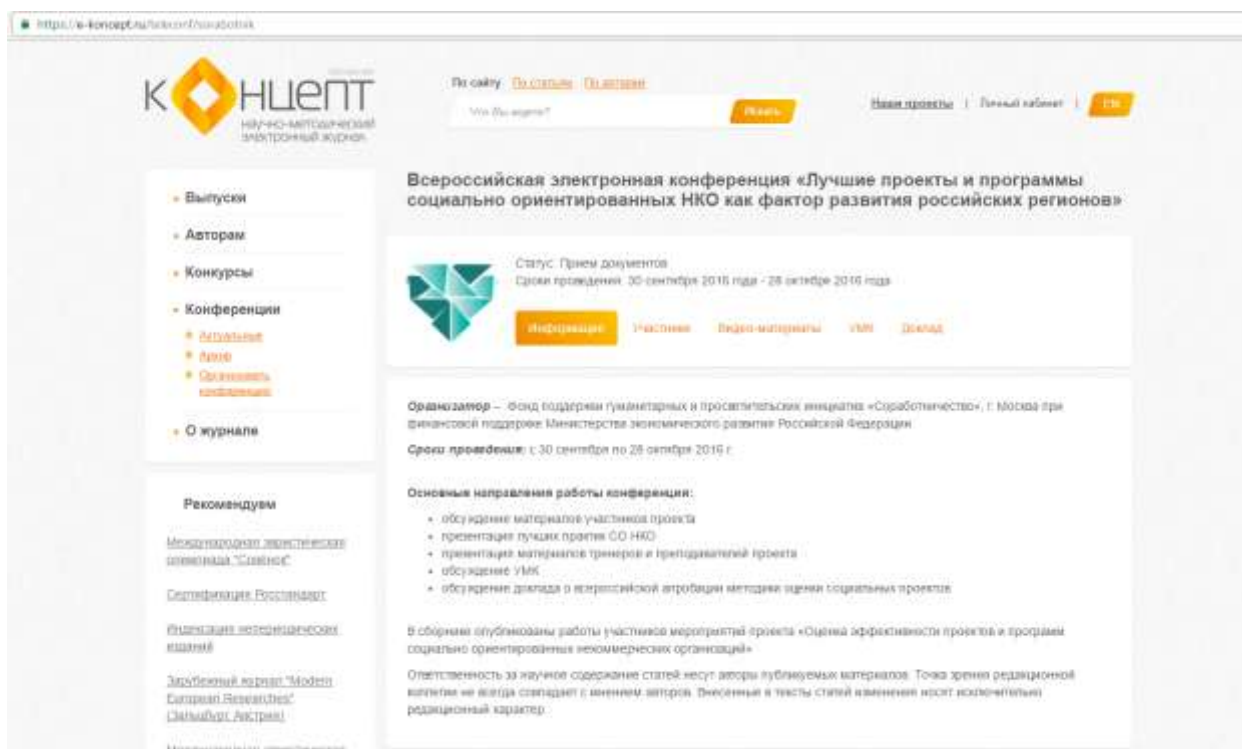 https://e-koncept.ru/teleconf/sorabotnik
КОНЦЕПТ
научно-методический
электронный журнал
По сайту По статьям По авторам
Что Вы ищете?
Искать
Наши проекты | Личный кабинет | EN
Всероссийская электронная конференция «Лучшие проекты и программы
социально ориентированных НКО как фактор развития российских регионов»
Выпуски
Авторам
Конкурсы
Конференции
Актуальные
Архив
Организовать
конференцию
О журнале
Статус: Прием документов
Сроки проведения: 30 сентября 2016 года - 28 октября 2016 года
Информация Участники Видео-материалы УМК Доклад
Организатор – Фонд поддержки гуманитарных и просветительских инициатив «Соработничество», г. Москва при
финансовой поддержке Министерства экономического развития Российской Федерации
Сроки проведения: с 30 сентября по 28 октября 2016 г.
Основные направления работы конференции:
обсуждение материалов участников проекта
презентация лучших практик СО НКО
презентация материалов тренеров и преподавателей проекта
обсуждение УМК
обсуждение доклада о всероссийской апробации методики оценки социальных проектов
В сборнике опубликованы работы участников мероприятий проекта «Оценка эффективности проектов и программ
социально ориентированных некоммерческих организаций»
Ответственность за научное содержание статей несут авторы публикуемых материалов. Точка зрения редакционной
коллегии не всегда совпадает с мнением авторов. Внесенные в тексты статей изменения носят исключительно
редакционный характер.
Рекомендуем
Международная эвристическая
олимпиада "Совёнок"
Сертификация Росстандарт
Индексация непериодических
изданий
Зарубежный журнал "Modern
European Researches"
(Зальцбург, Австрия)